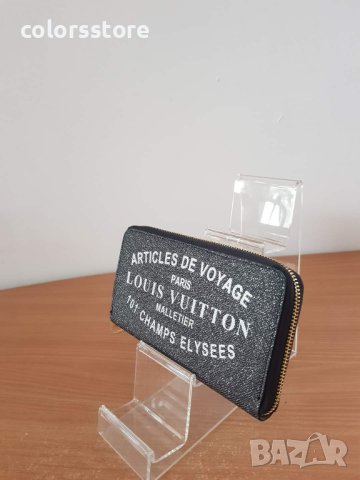 colorsstore
ARTICLES DE VOYAGE
PARIS
LOUIS VUITTON
MALLETIER
101 CHAMPS ELYSEES
BAZAR